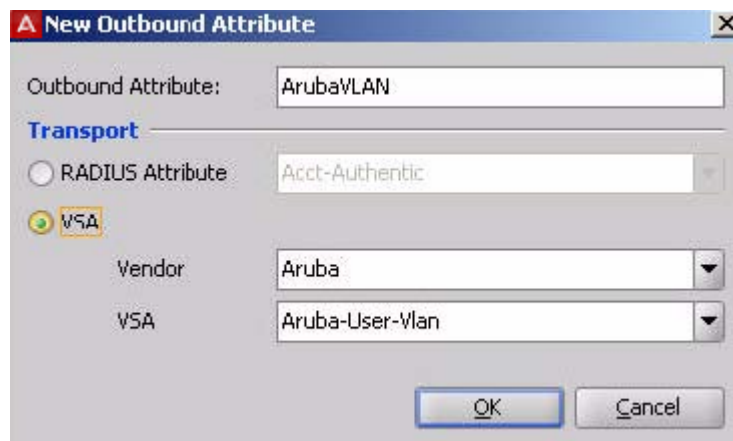 A New Outbound Attribute X
Outbound Attribute: ArubaVLAN
Transport
RADIUS Attribute Acct-Authentic
VSA
Vendor Aruba
VSA Aruba-User-Vlan
OK Cancel